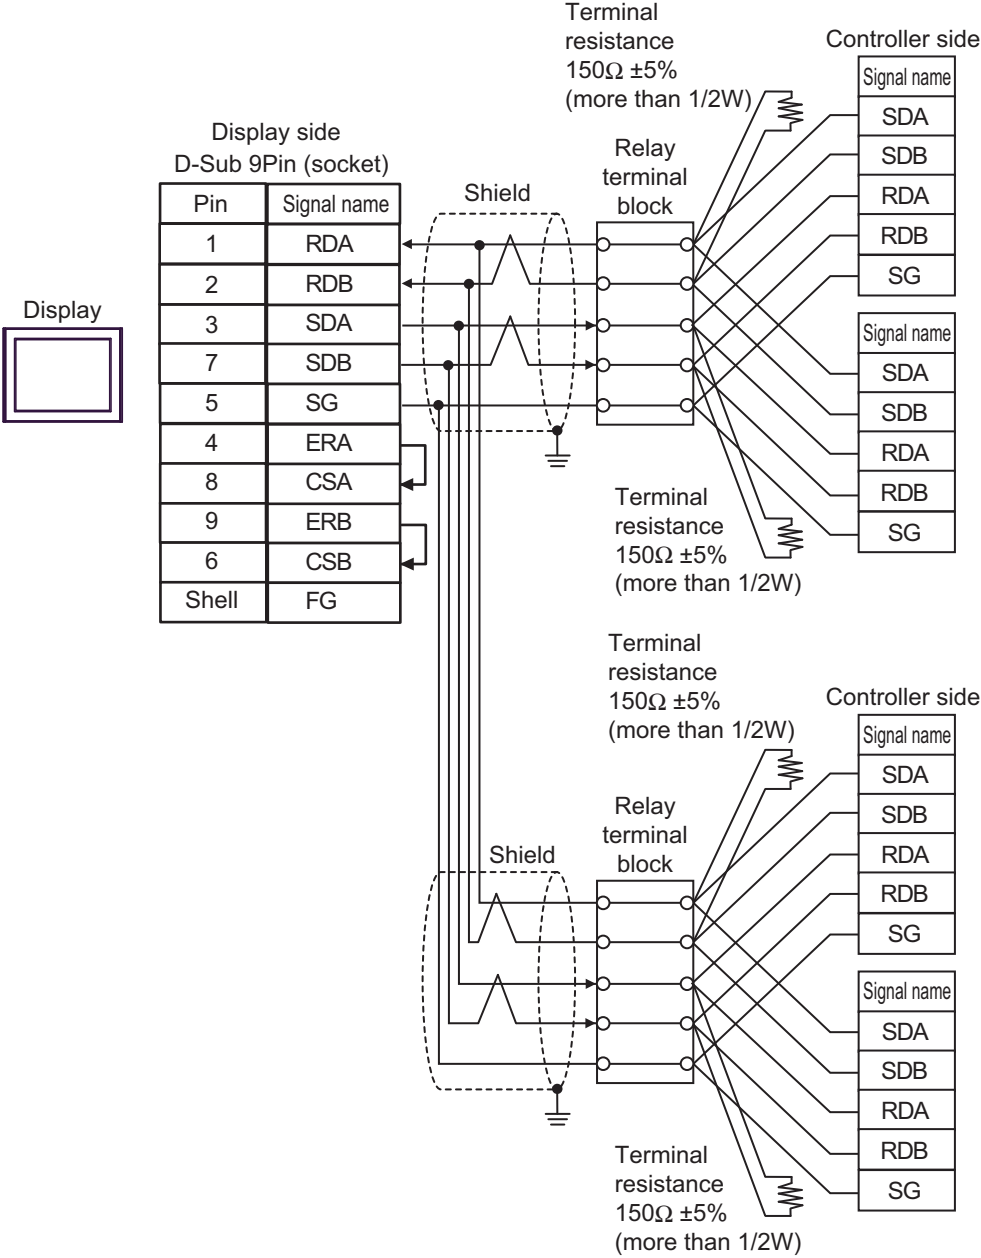 Terminal
resistance
150Ω ±5%
(more than 1/2W)
Controller side
Signal name
SDA
SDB
RDA
RDB
SG
Display side
D-Sub 9Pin (socket)
Pin Signal name
1 RDA
2 RDB
3 SDA
7 SDB
5 SG
4 ERA
8 CSA
9 ERB
6 CSB
Shell FG
Display
Shield
Relay
terminal
block
Signal name
SDA
SDB
RDA
RDB
SG
Terminal
resistance
150Ω ±5%
(more than 1/2W)
Terminal
resistance
150Ω ±5%
(more than 1/2W)
Controller side
Signal name
SDA
SDB
RDA
RDB
SG
Relay
terminal
block
Shield
Signal name
SDA
SDB
RDA
RDB
SG
Terminal
resistance
150Ω ±5%
(more than 1/2W)